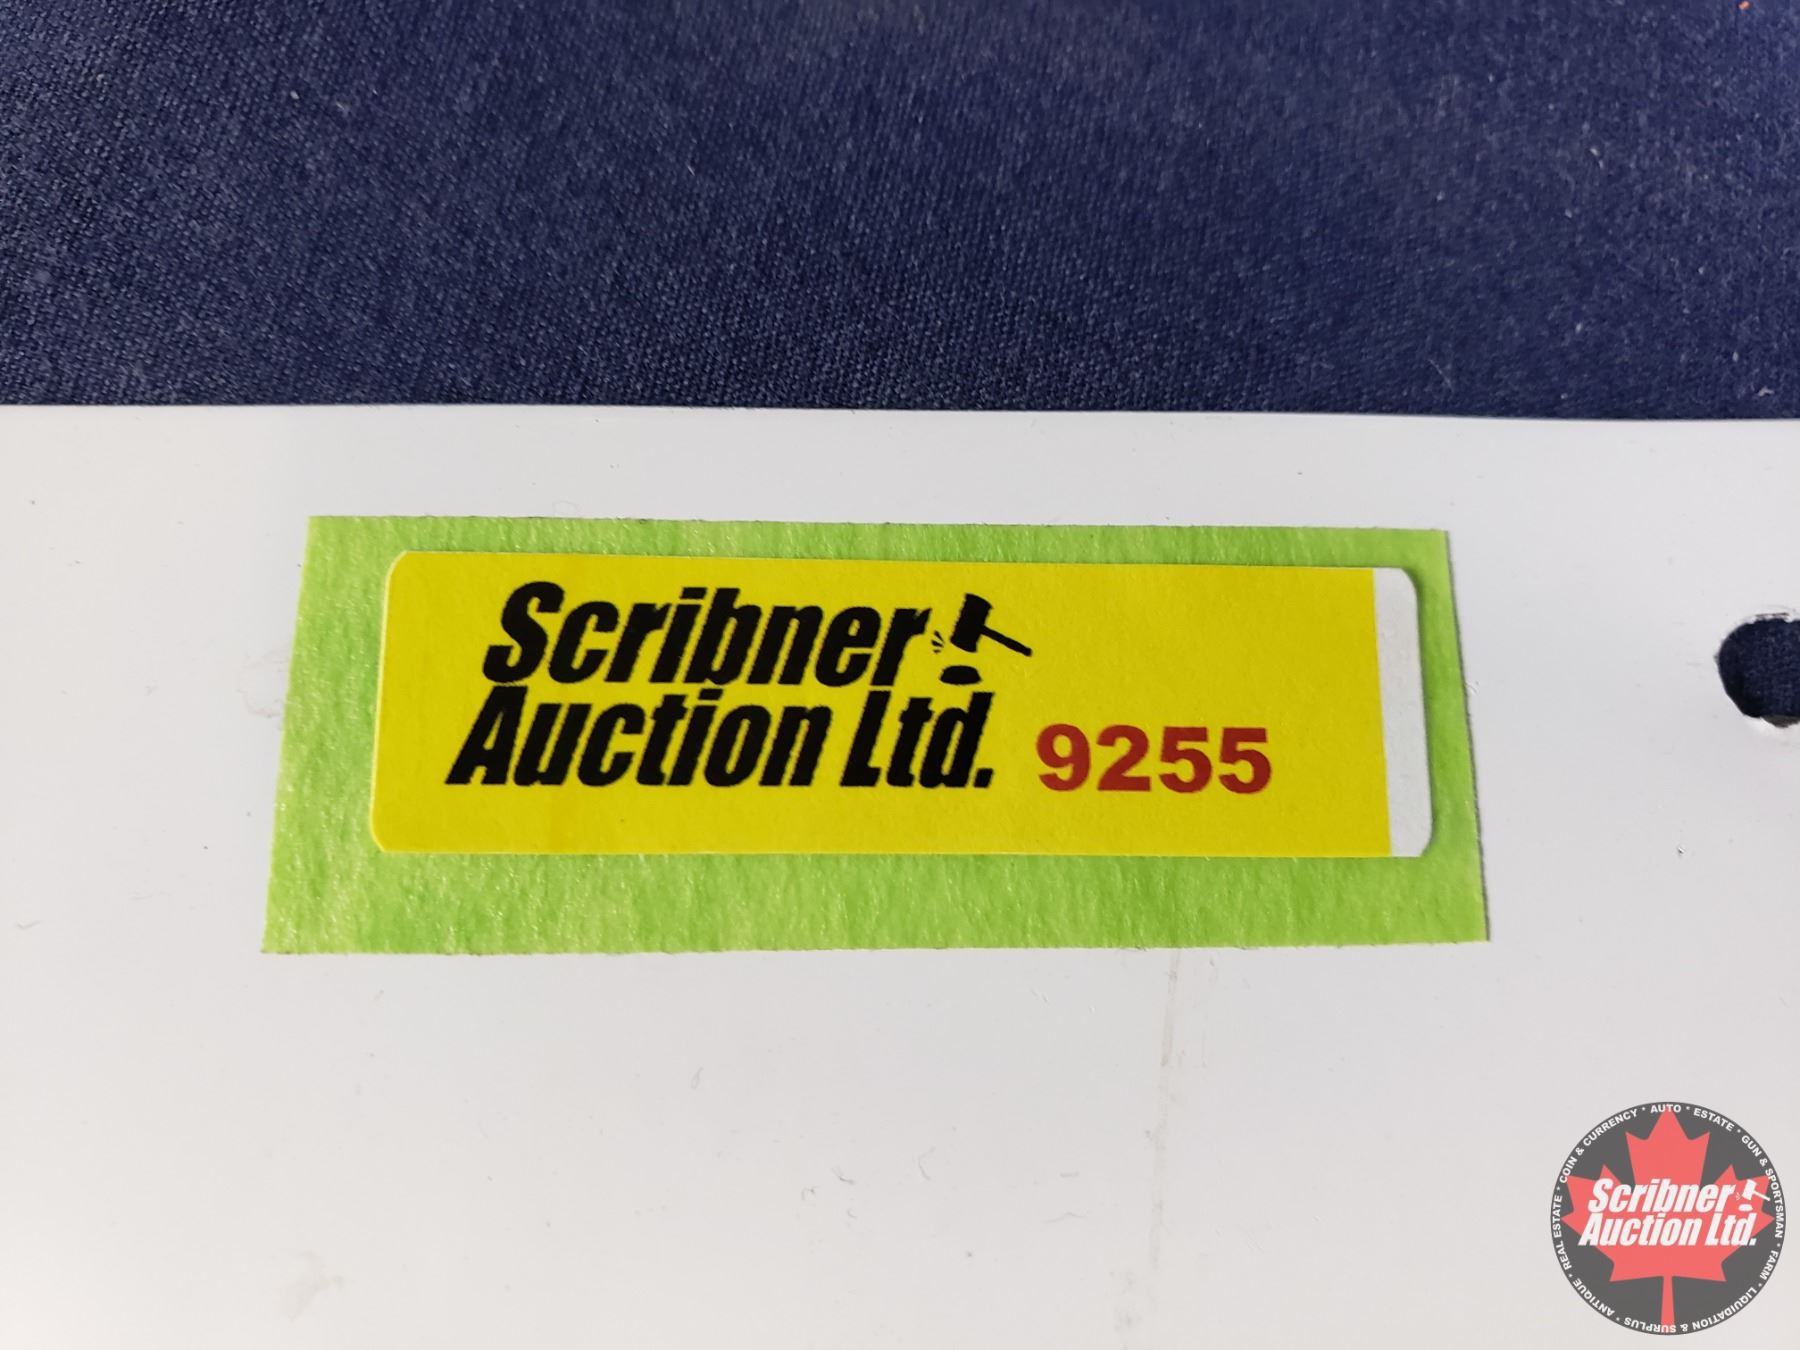 Scribner
Auction Ltd. 9255
COIN & CURRENCY * AUTO * ESTATE * GUN & SPORTSMAN * FARM * LIQUIDATION & SURPLUS * ANTIQUE * REAL ESTATE *
Scribner
Auction Ltd.